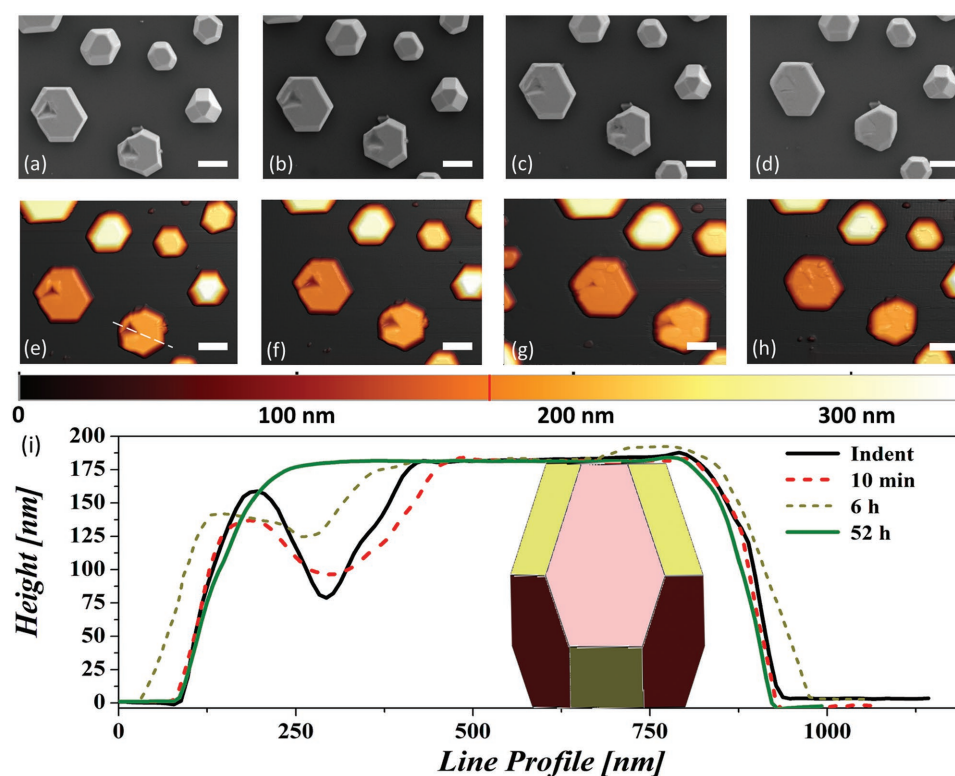 (a) (b) (c) (d)
(e) (f) (g) (h)
0 100 nm 200 nm 300 nm
(i)
200
175
150
125
100
75
50
25
0
Height [nm]
Indent
10 min
6 h
52 h
0 250 500 750 1000
Line Profile [nm]